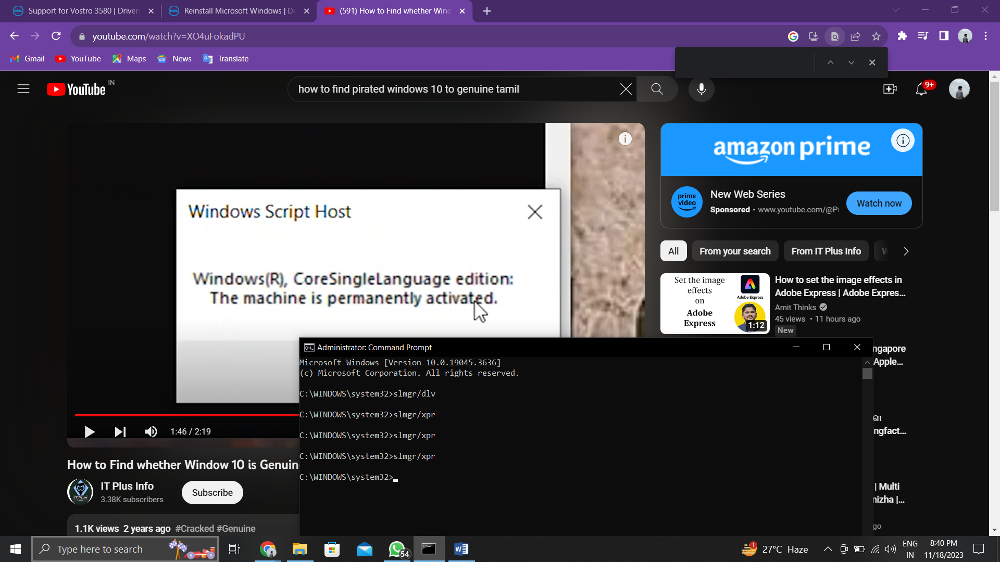 Support for Vostro 3580 | Driver
Reinstall Microsoft Windows | De
(591) How to Find whether Wind
youtube.com/watch?v=XO4uFokadPU
Gmail
YouTube
Maps
News
Translate
YouTube IN
how to find pirated windows 10 to genuine tamil
9+
Windows Script Host
Windows(R), CoreSingleLanguage edition:
The machine is permanently activated.
1:46 / 2:19
amazon prime
prime video
New Web Series
Sponsored · www.youtube.com/@Pr
Watch now
All
From your search
From IT Plus Info
W
Set the image
effects
on
Adobe
Express
Adobe Express
1:12
How to set the image effects in
Adobe Express | Adobe Expres...
Amit Thinks
45 views • 11 hours ago
New
ngapore
Apple...
ingfact...
| Multi
mizha |...
go
Administrator: Command Prompt
Microsoft Windows [Version 10.0.19045.3636]
(c) Microsoft Corporation. All rights reserved.
C:\WINDOWS\system32>slmgr/dlv
C:\WINDOWS\system32>slmgr/xpr
C:\WINDOWS\system32>slmgr/xpr
C:\WINDOWS\system32>slmgr/xpr
C:\WINDOWS\system32>
How to Find whether Window 10 is Genuin
IT Plus Info
3.38K subscribers
Subscribe
1.1K views 2 years ago #Cracked #Genuine
Type here to search
54
1
27°C Haze
ENG
IN
8:40 PM
11/18/2023